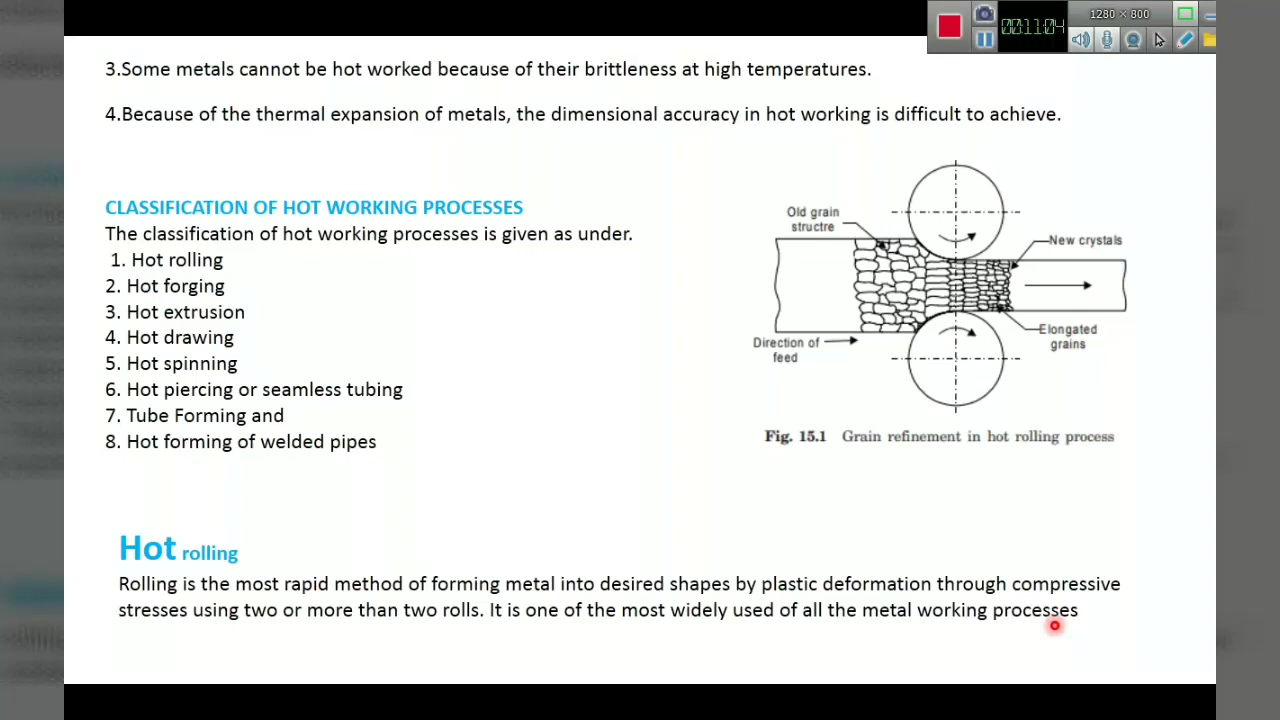 1280 × 800
00:11:04
3.Some metals cannot be hot worked because of their brittleness at high temperatures.
4.Because of the thermal expansion of metals, the dimensional accuracy in hot working is difficult to achieve.
CLASSIFICATION OF HOT WORKING PROCESSES
The classification of hot working processes is given as under.
1. Hot rolling
2. Hot forging
3. Hot extrusion
4. Hot drawing
5. Hot spinning
6. Hot piercing or seamless tubing
7. Tube Forming and
8. Hot forming of welded pipes
Old grain
structre
New crystals
Elongated
grains
Direction of
feed
Fig. 15.1 Grain refinement in hot rolling process
Hot rolling
Rolling is the most rapid method of forming metal into desired shapes by plastic deformation through compressive
stresses using two or more than two rolls. It is one of the most widely used of all the metal working processes